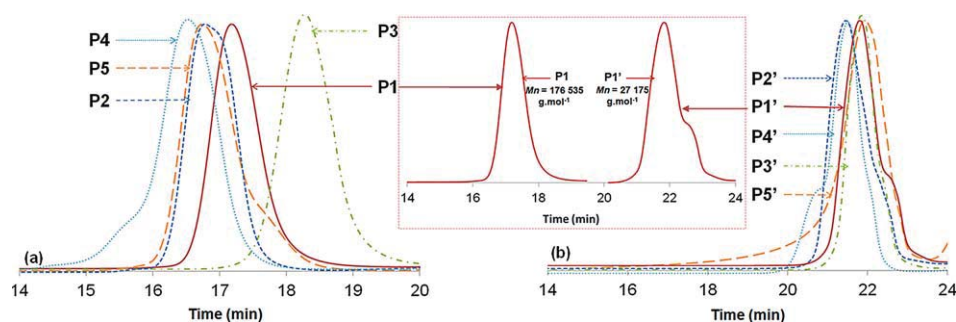 P4
P5
P2
P1
P3
(a)
14 15 16 17 18 19 20
Time (min)
P1
Mn = 176 535
g.mol-1
P1'
Mn = 27 175
g.mol-1
14 16 18 20 22 24
Time (min)
P2'
P1'
P4'
P3'
P5'
(b)
14 16 18 20 22 24
Time (min)